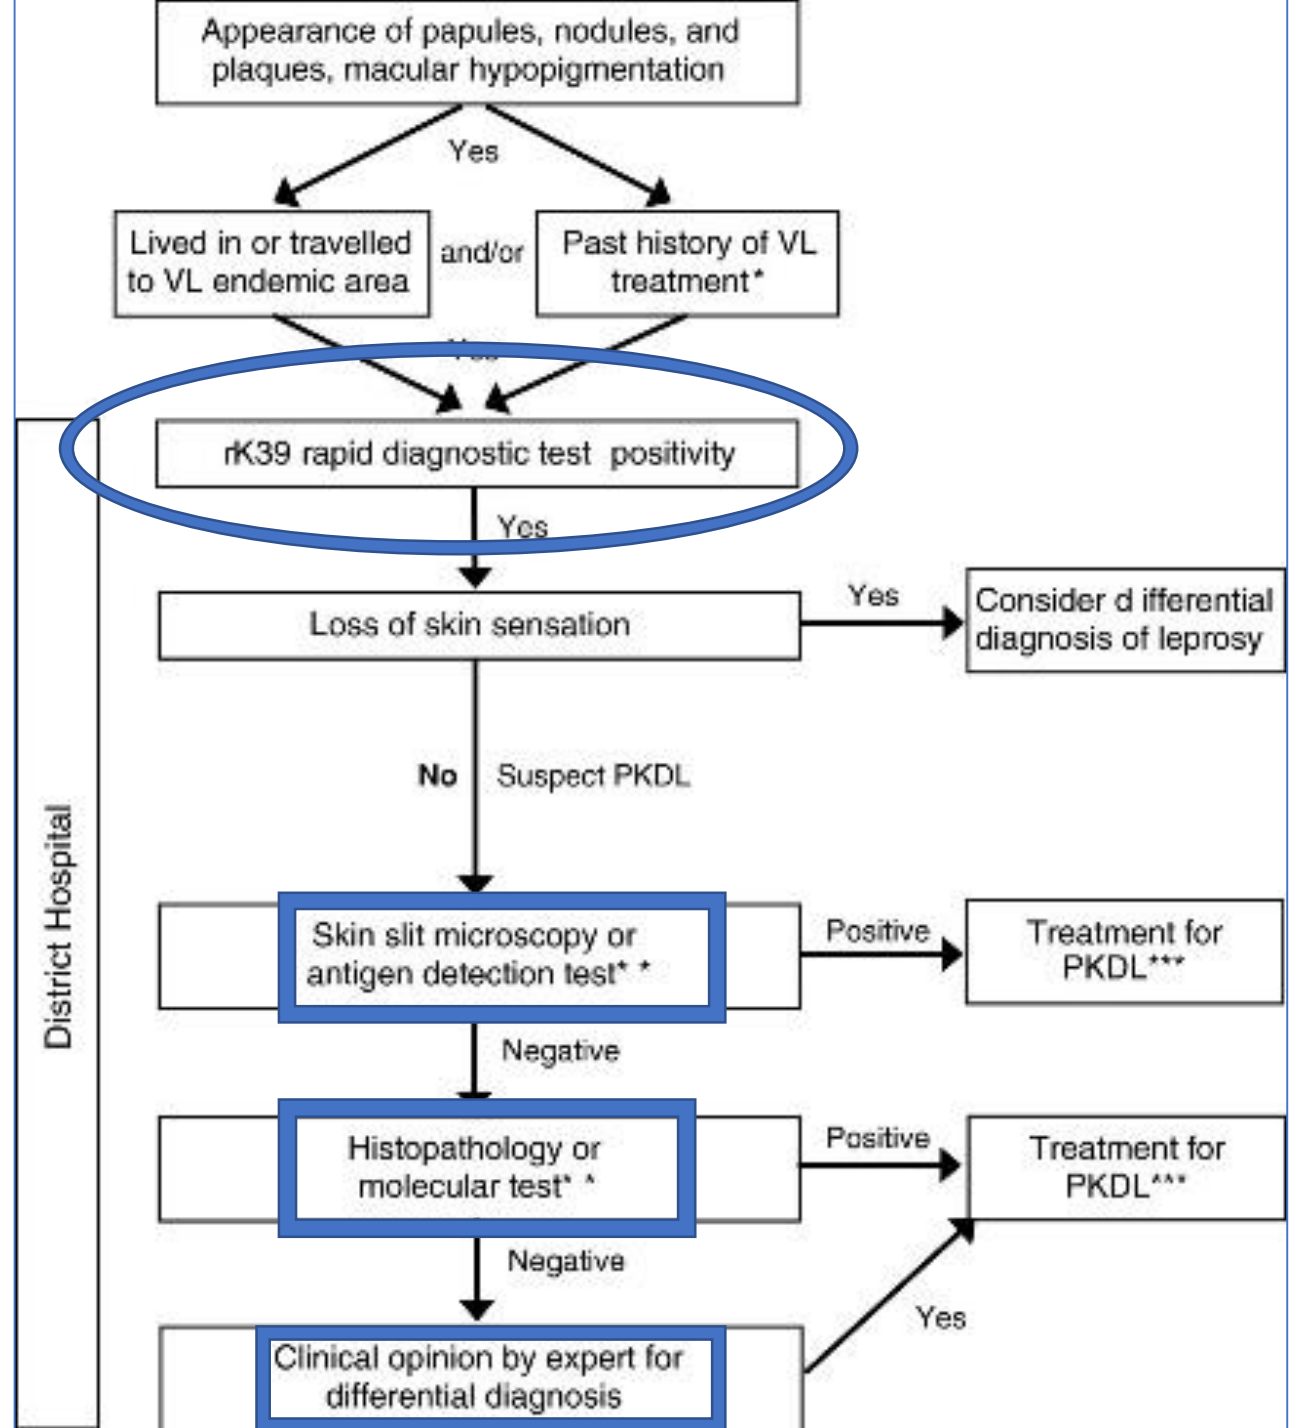 Appearance of papules, nodules, and
plaques, macular hypopigmentation
Yes
Lived in or travelled
to VL endemic area
and/or
Past history of VL
treatment*
Yes
rK39 rapid diagnostic test positivity
Yes
Loss of skin sensation
Yes
Consider d ifferential
diagnosis of leprosy
No
Suspect PKDL
District Hospital
Skin slit microscopy or
antigen detection test* *
Positive
Treatment for
PKDL***
Negative
Histopathology or
molecular test* *
Positive
Treatment for
PKDL***
Negative
Yes
Clinical opinion by expert for
differential diagnosis